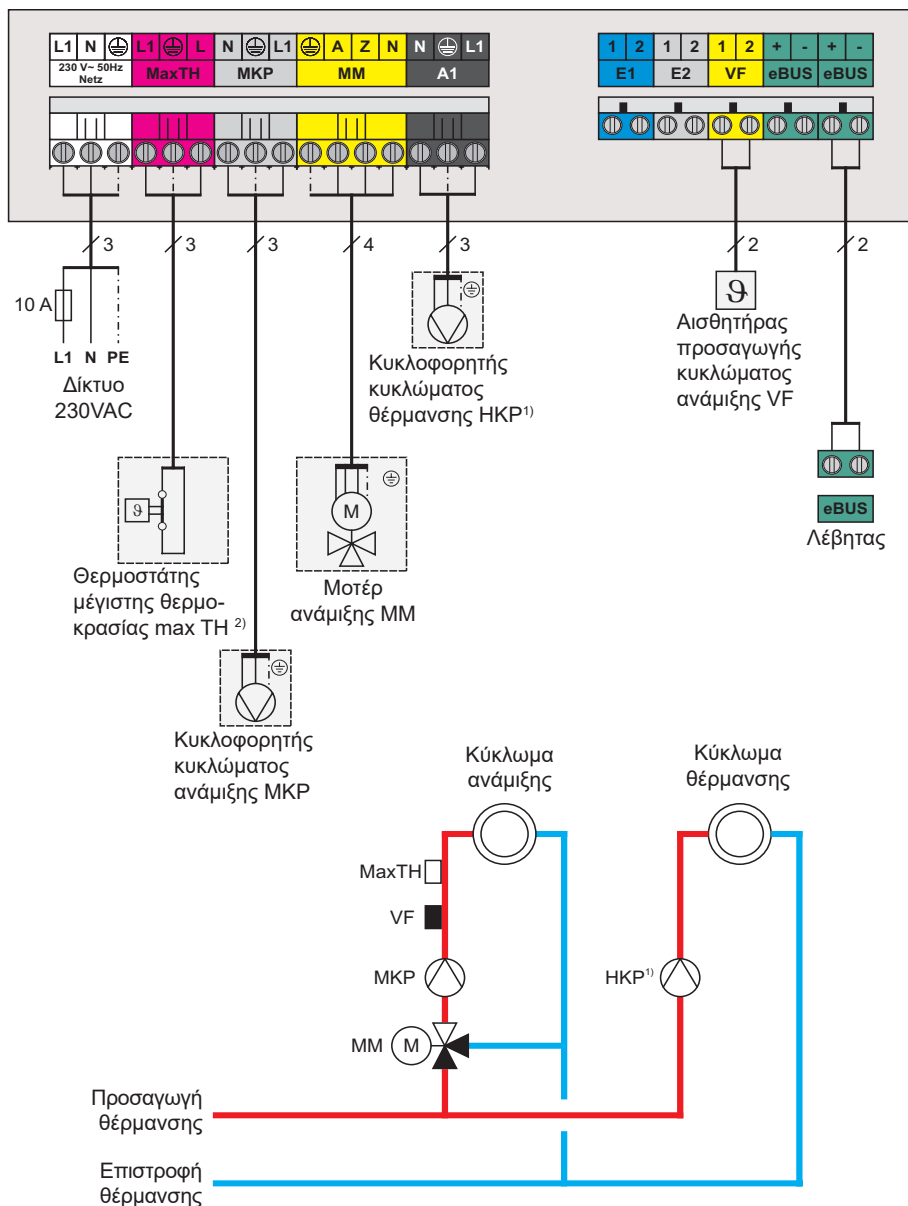 L1 N L1 L N L1 A Z N N L1 1 2 1 2 1 2 + - + -
230 V~ 50Hz
Netz
MaxTH MKP MM A1 E1 E2 VF eBUS eBUS
3 3 3 4 3 2 2
10 A
L1 N PE
Δίκτυο
230VAC
Κυκλοφορητής
κυκλώματος
θέρμανσης HKP1)
ϑ
Αισθητήρας
προσαγωγής
κυκλώματος
ανάμιξης VF
ϑ
Θερμοστάτης
μέγιστης θερμο-
κρασίας max TH 2)
M
Μοτέρ
ανάμιξης MM
eBUS
Λέβητας
Κυκλοφορητής
κυκλώματος
ανάμιξης MKP
Κύκλωμα
ανάμιξης
Κύκλωμα
θέρμανσης
MaxTH
VF
MKP
HKP1)
MM M
Προσαγωγή
θέρμανσης
Επιστροφή
θέρμανσης